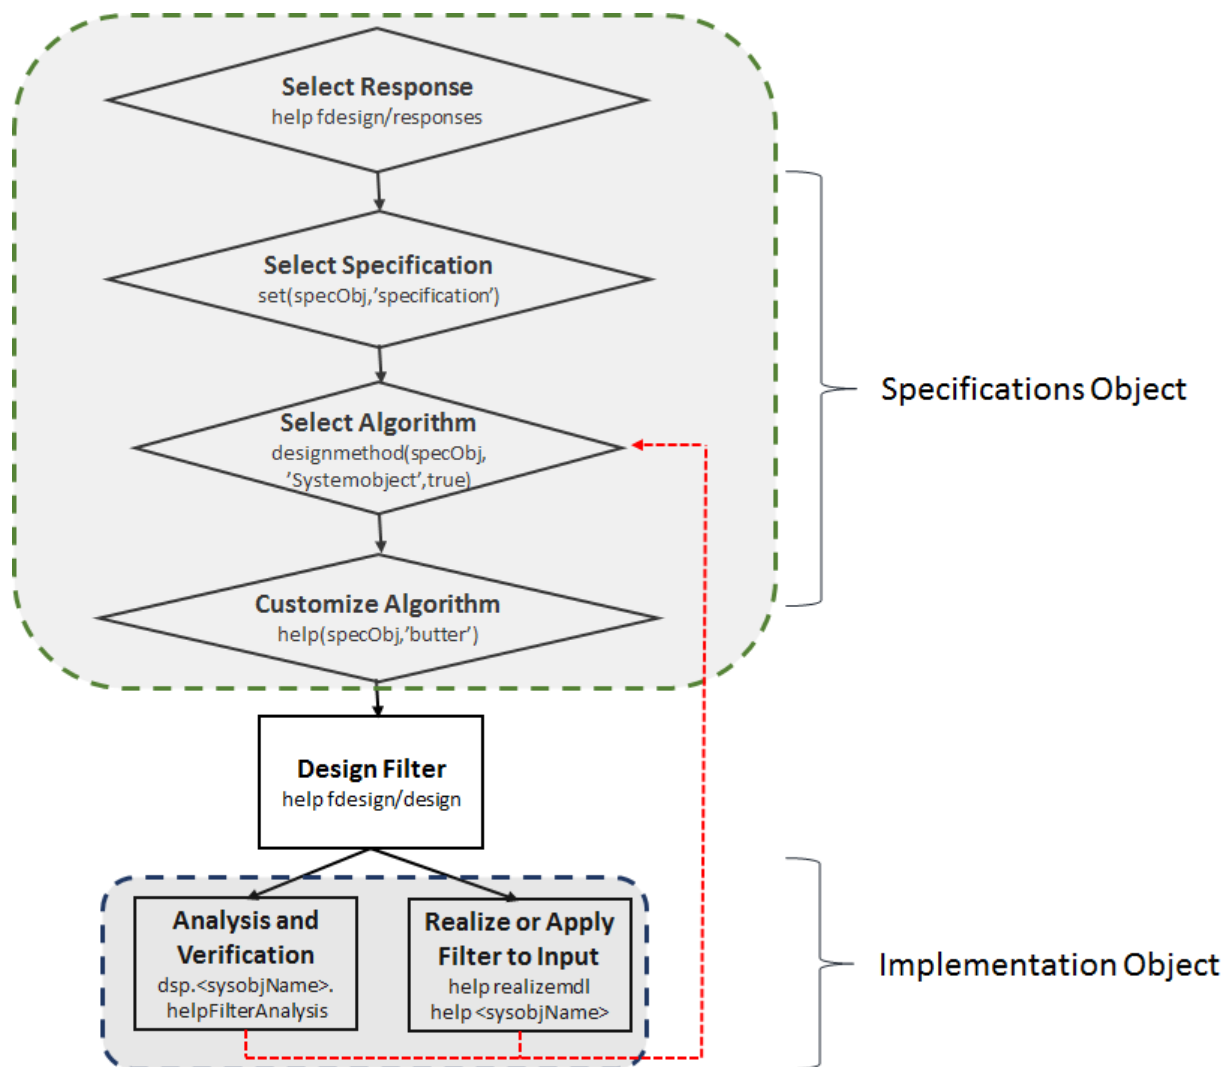 Select Response
help fdesign/responses
Select Specification
set(specObj,’specification’)
Select Algorithm
designmethod(specObj,
’Systemobject’,true)
Specifications Object
Customize Algorithm
help(specObj,’butter’)
Design Filter
help fdesign/design
Analysis and
Verification
dsp.<sysobjName>.
helpFilterAnalysis
Realize or Apply
Filter to Input
help realizemdl
help <sysobjName>
Implementation Object